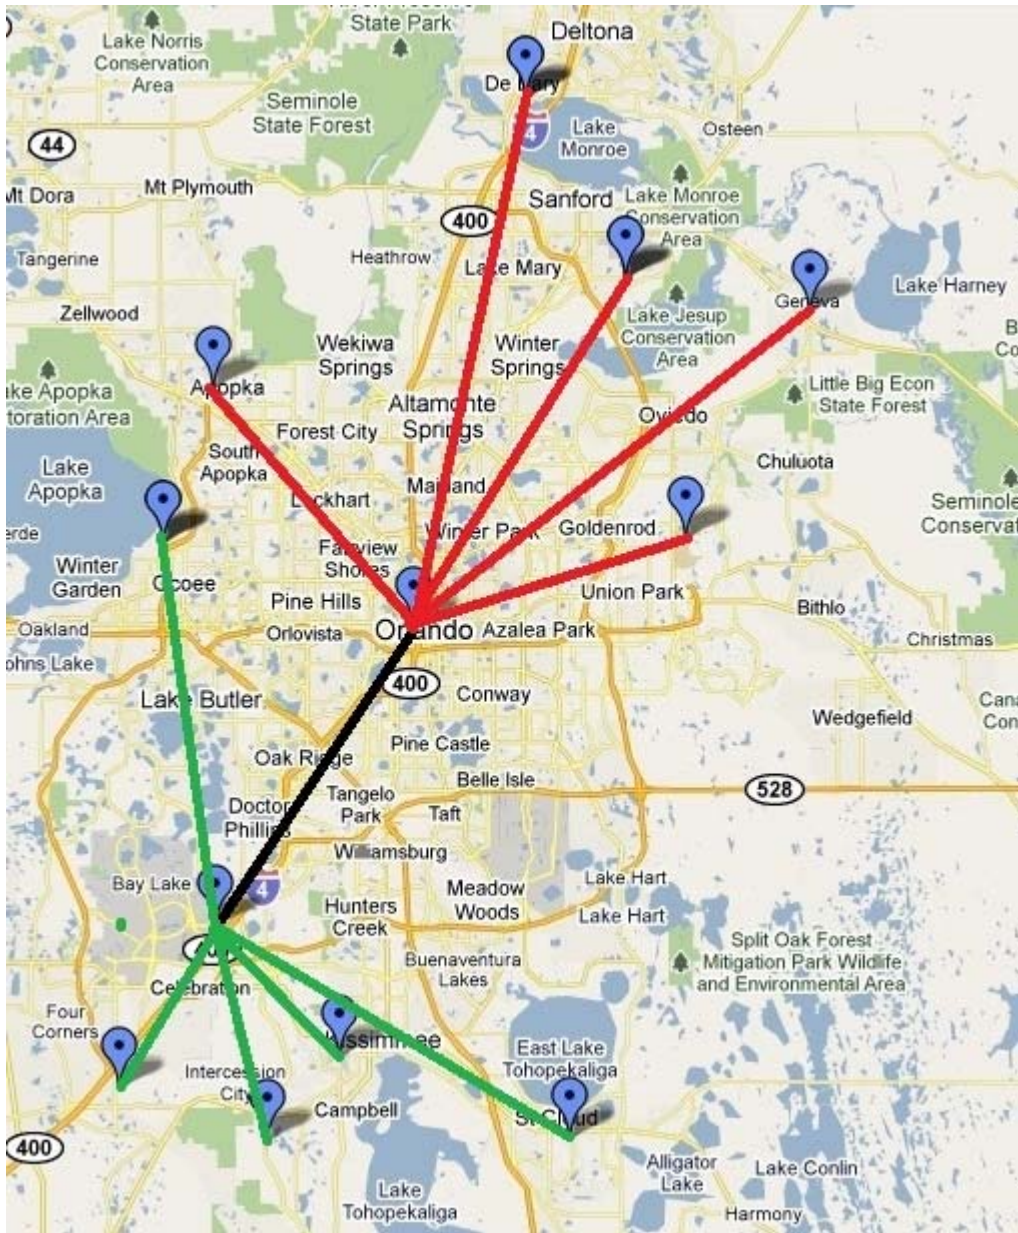 State Park
Deltona
Lake Norris
Conservation
Area
Seminole
State Forest
44
4
Lake
Monroe
Osteen
Mt Plymouth
Mt Dora
Sanford
Lake Monroe
Conservation
Area
400
Tangerine
Heathrow
Lake Mary
Geneva
Lake Harney
Zellwood
Wekiwa
Springs
Winter
Springs
Lake Jesup
Conservation
Area
Apopka
Little Big Econ
State Forest
Altamonte
Springs
Oviedo
Forest City
South
Apopka
Lake
Apopka
Chuluota
Lockhart
Maitland
Seminole
Winter Park
Goldenrod
Fairview
Shores
Winter
Garden
Ocoee
Pine Hills
Union Park
Bithlo
Oakland
Orlovista
Orlando
Azalea Park
Christmas
400
Conway
Lake Butler
Wedgefield
Oak Ridge
Pine Castle
Belle Isle
528
Doctor
Phillips
Tangelo
Park
Taft
Williamsburg
Bay Lake
4
Meadow
Woods
Lake Hart
Hunters
Creek
Lake Hart
Split Oak Forest
Mitigation Park Wildlife
and Environmental Area
Buenaventura
Lakes
Celebration
Four
Corners
Kissimmee
East Lake
Tohopekaliga
Intercession
City
Campbell
St Cloud
400
Alligator
Lake
Lake Conlin
Lake
Tohopekaliga
Harmony